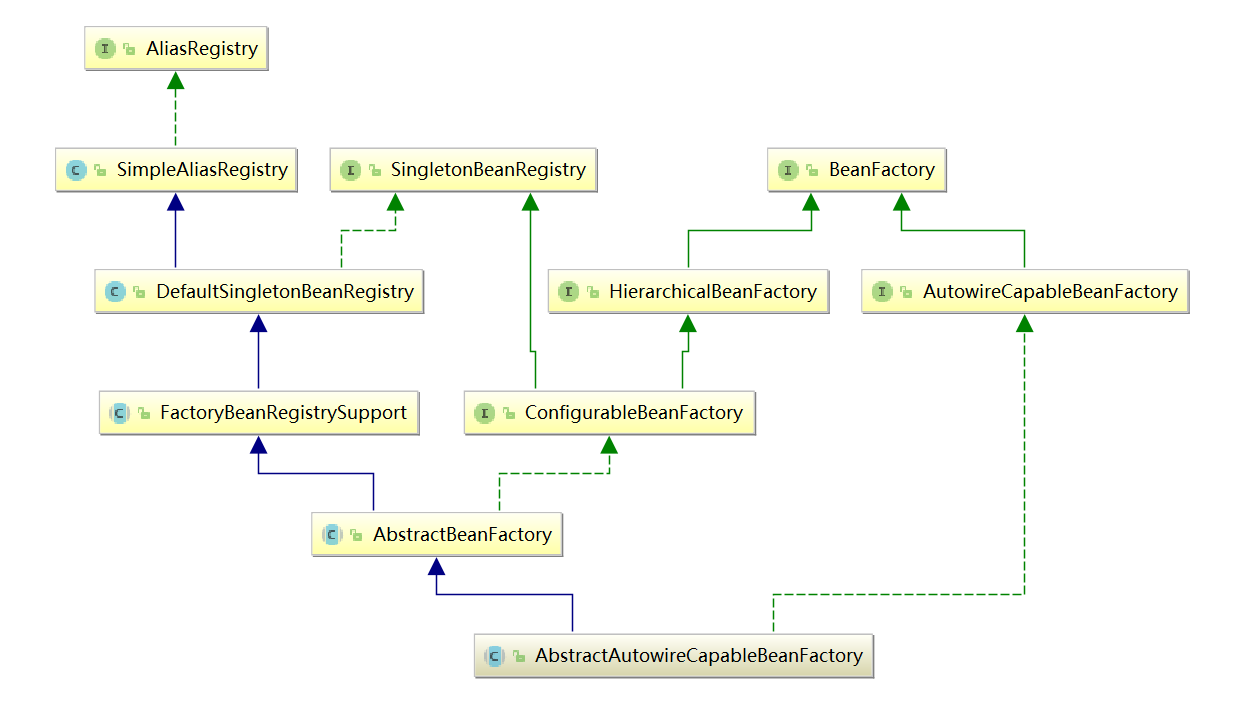 I AliasRegistry
C SimpleAliasRegistry
I SingletonBeanRegistry
I BeanFactory
C DefaultSingletonBeanRegistry
I HierarchicalBeanFactory
I AutowireCapableBeanFactory
C FactoryBeanRegistrySupport
I ConfigurableBeanFactory
C AbstractBeanFactory
C AbstractAutowireCapableBeanFactory